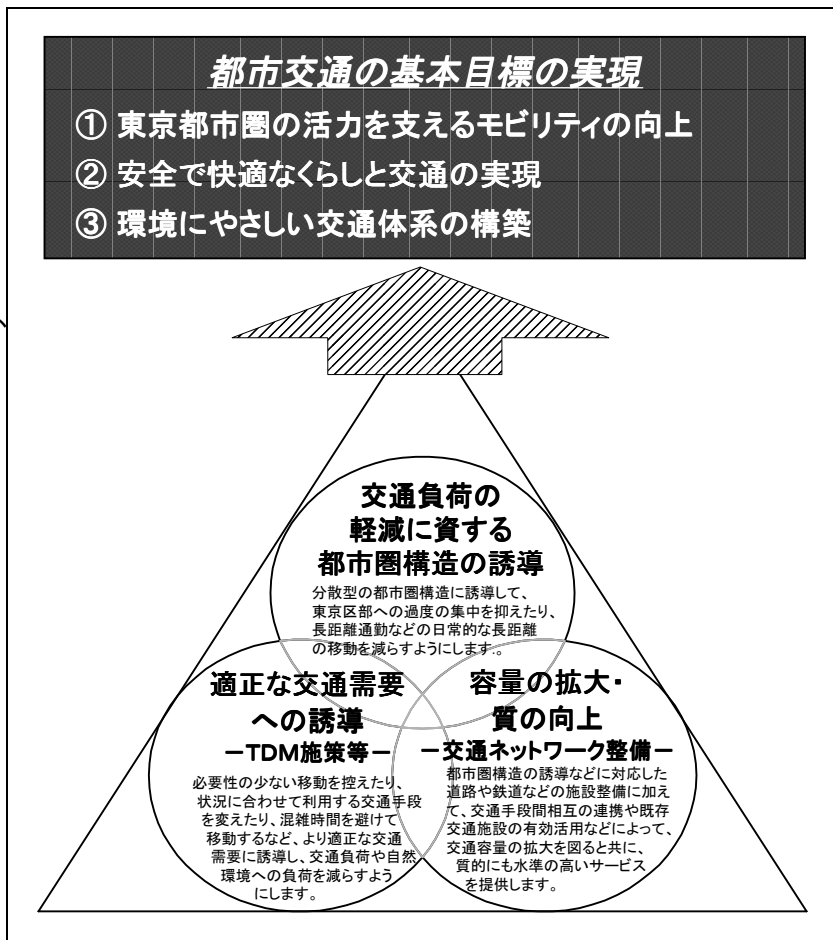 都市交通の基本目標の実現
① 東京都市圏の活力を支えるモビリティの向上
② 安全で快適なくらしと交通の実現
③ 環境にやさしい交通体系の構築
交通負荷の
軽減に資する
都市圏構造の誘導
分散型の都市圏構造に誘導して、
東京区部への過度の集中を抑えたり、
長距離通勤などの日常的な長距離
の移動を減らすようにします.。
適正な交通需要
への誘導
－TDM施策等－
必要性の少ない移動を控えたり、
状況に合わせて利用する交通手段
を変えたり、混雑時間を避けて
移動するなど、より適正な交通
需要に誘導し、交通負荷や自然
環境への負荷を減らすよう
にします。
容量の拡大・
質の向上
－交通ネットワーク整備－
都市圏構造の誘導などに対応した
道路や鉄道などの施設整備に加え
て、交通手段間相互の連携や既存
交通施設の有効活用などによって、
交通容量の拡大を図ると共に、
質的にも水準の高いサービス
を提供します。